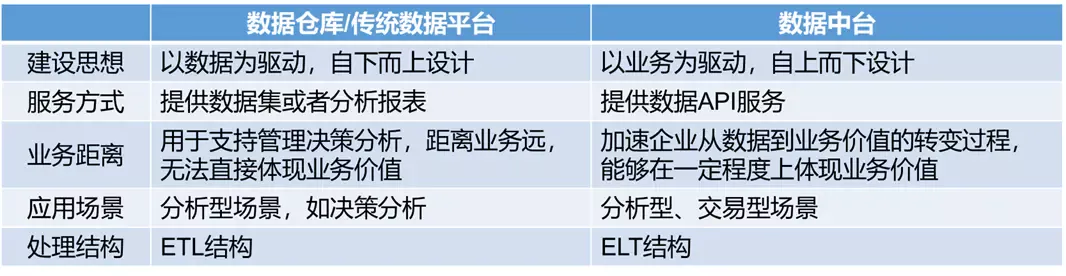 数据仓库/传统数据平台 数据中台
建设思想 以数据为驱动，自下而上设计 以业务为驱动，自上而下设计
服务方式 提供数据集或者分析报表 提供数据API服务
业务距离 用于支持管理决策分析，距离业务远，
无法直接体现业务价值 加速企业从数据到业务价值的转变过程，
能够在一定程度上体现业务价值
应用场景 分析型场景，如决策分析 分析型、交易型场景
处理结构 ETL结构 ELT结构